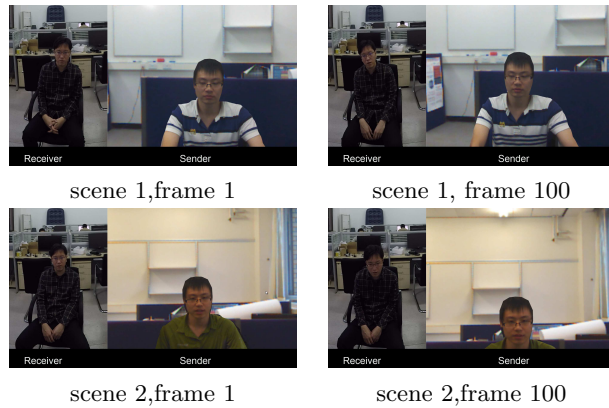 Receiver Sender Receiver Sender
scene 1,frame 1 scene 1, frame 100
Receiver Sender Receiver Sender
scene 2,frame 1 scene 2,frame 100